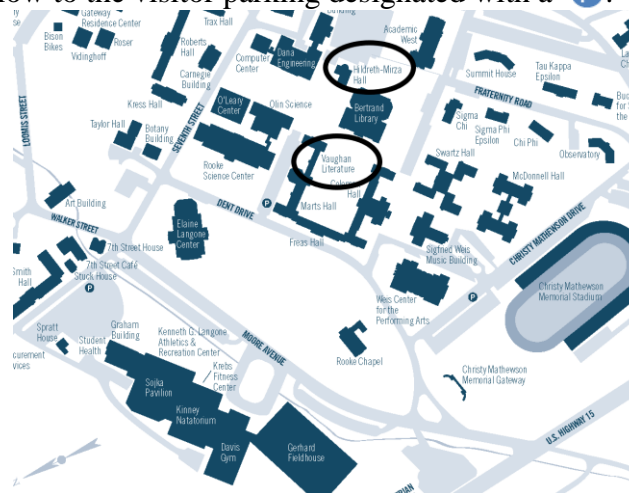 low to the visitor parking designated with a P .
Gateway
Residence Center
Trax Hall
Academic
West
Bison
Bikes
Roser
Vidinghoff
Roberts
Hall
Carnegie
Building
Computer
Center
Dana
Engineering
Hildreth-Mirza
Hall
Summit House
Tau Kappa
Epsilon
FRATERNITY ROAD
LOOMIS STREET
Kress Hall
SEVENTH STREET
O'Leary
Center
Olin Science
Bertrand
Library
Sigma
Chi
Sigma Phi
Epsilon
Chi Phi
Observatory
Taylor Hall
Botany
Building
Rooke
Science Center
Vaughan
Literature
Swartz Hall
McDonnell Hall
Hall
Marts Hall
Art Building
P
DENT DRIVE
Freas Hall
WALKER STREET
Elaine
Langone
Center
7th Street House
Sigfried Weis
Music Building
CHRISTY MATHEWSON DRIVE
Smith
Hall
7th Street Café
Stuck House
P
Weis Center
for the
Performing Arts
P
Christy Mathewson
Memorial Stadium
Spratt
House
Student
Health
Graham
Building
Kenneth G. Langone
Athletics &
Recreation Center
MOORE AVENUE
Rooke Chapel
Krebs
Fitness
Center
Christy Mathewson
Memorial Gateway
Sojka
Pavilion
Kinney
Natatorium
Davis
Gym
Gerhard
Fieldhouse
U.S. HIGHWAY 15